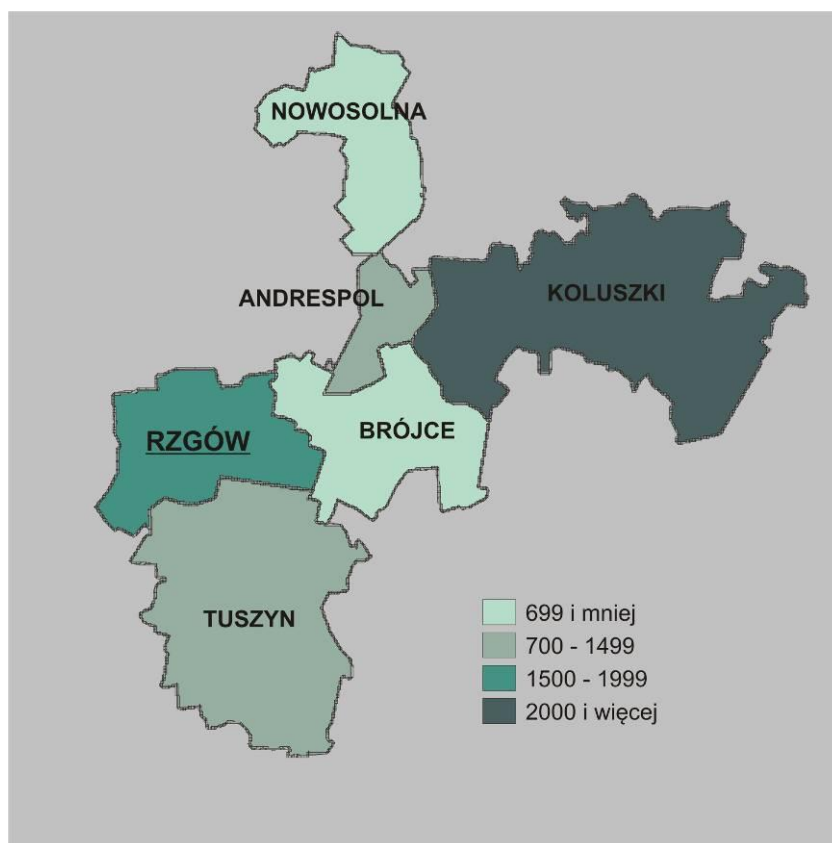 NOWOSOLNA
ANDRESPOL
KOLUSZKI
RZGÓW
BRÓJCE
TUSZYN
699 i mniej
700 - 1499
1500 - 1999
2000 i więcej